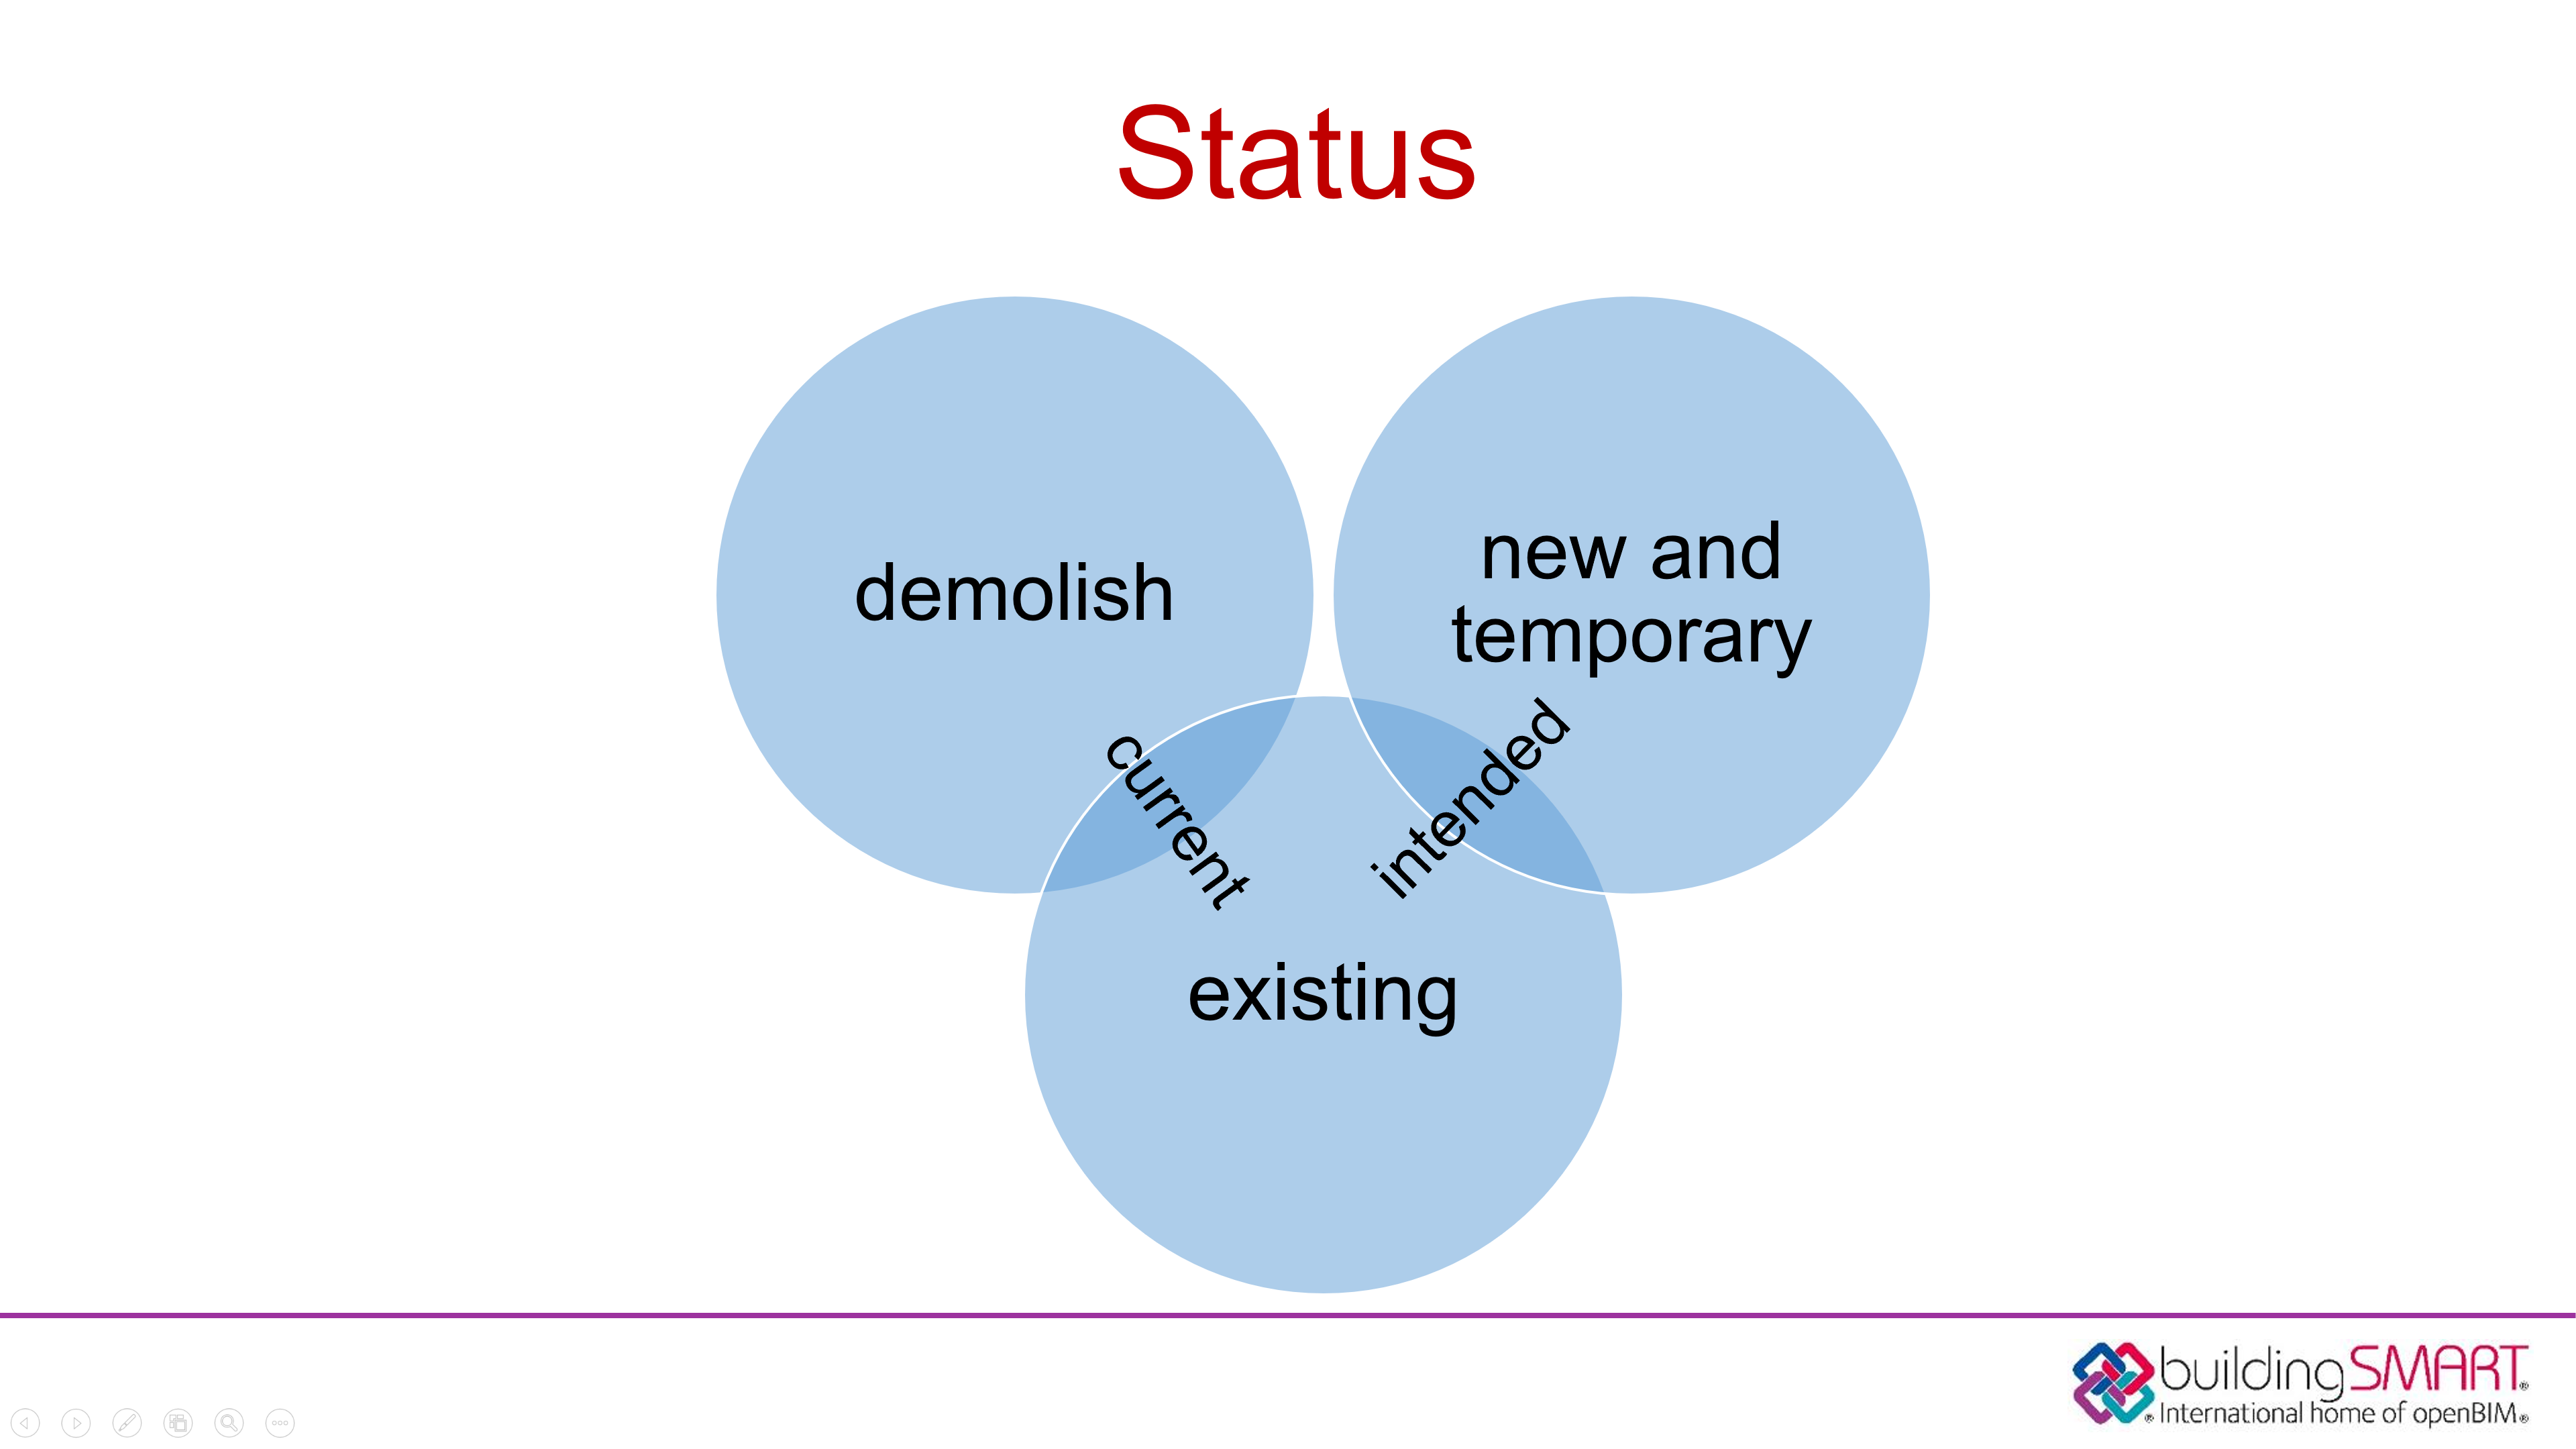 Status
demolish
new and
temporary
current
intended
existing
buildingSMART®
® International home of openBIM®